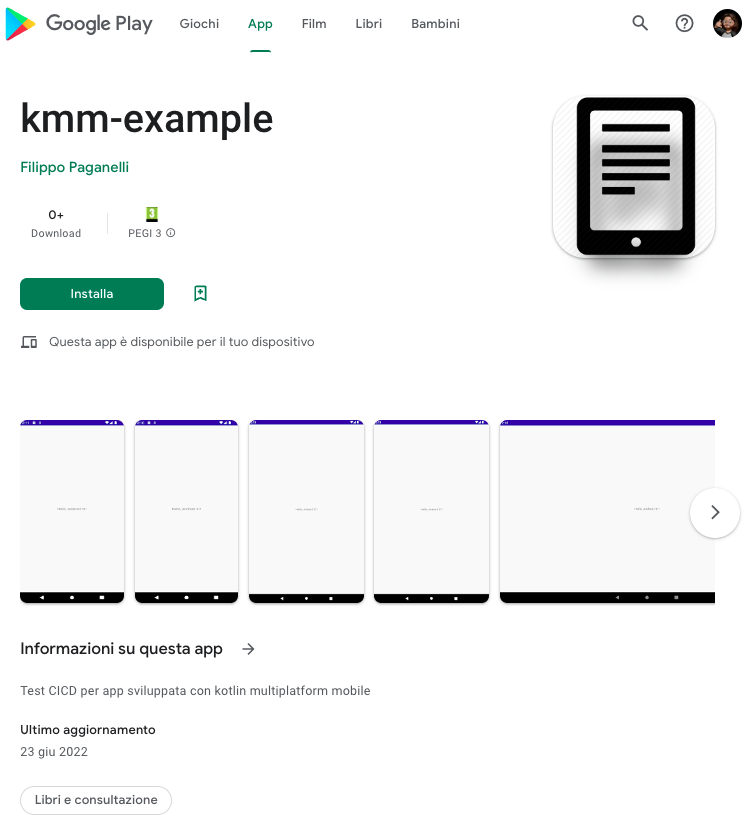 Google Play
Giochi
App
Film
Libri
Bambini
kmm-example
Filippo Paganelli
0+
Download
3
PEGI 3
Installa
Questa app è disponibile per il tuo dispositivo
Informazioni su questa app
Test CICD per app sviluppata con kotlin multiplatform mobile
Ultimo aggiornamento
23 giu 2022
Libri e consultazione